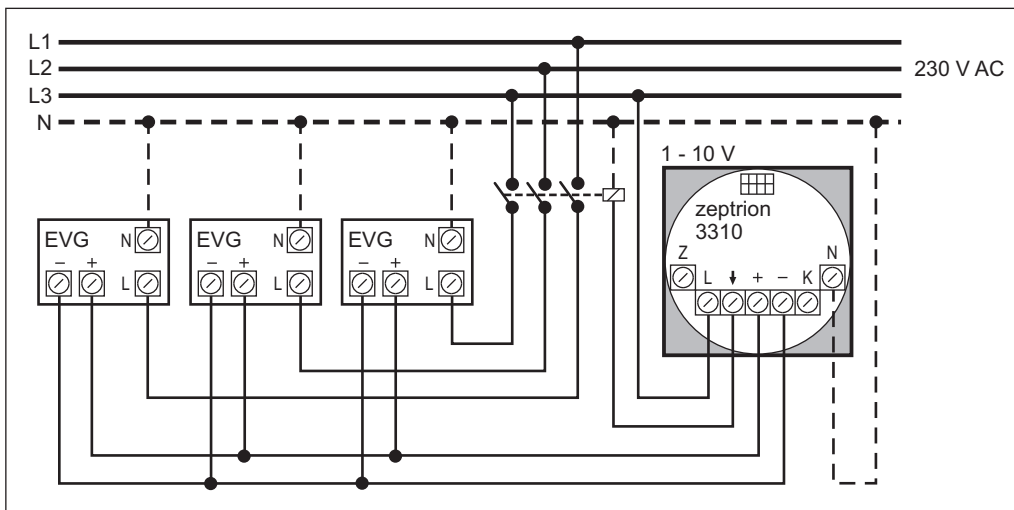 L1
L2
230 V AC
L3
N
1 - 10 V
zeptrion
3310
EVG N
– +
L
EVG N
– +
L
EVG N
– +
L
Z
N
L + – K